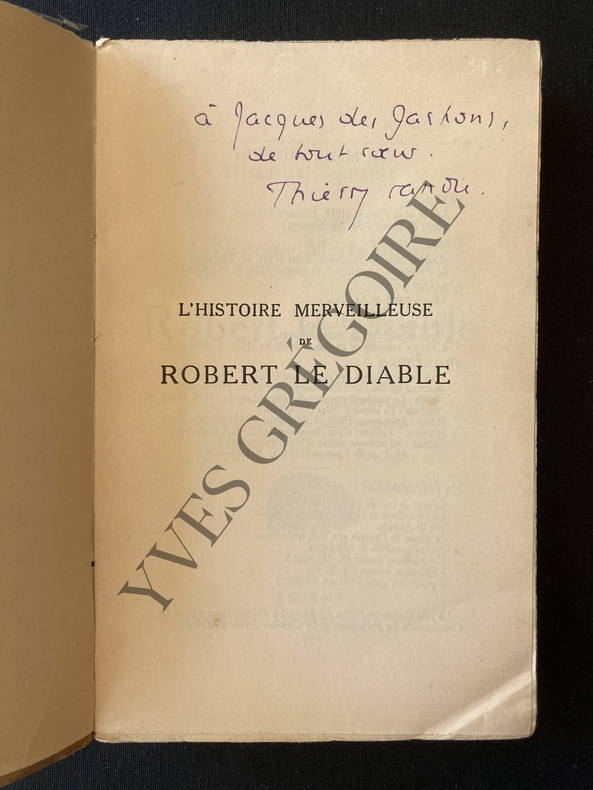 à Jacques des Gachons,
de tout cœur.
Thierry Sandre.
L'HISTOIRE MERVEILLEUSE
DE
ROBERT LE DIABLE
YVES GRÉGOIRE